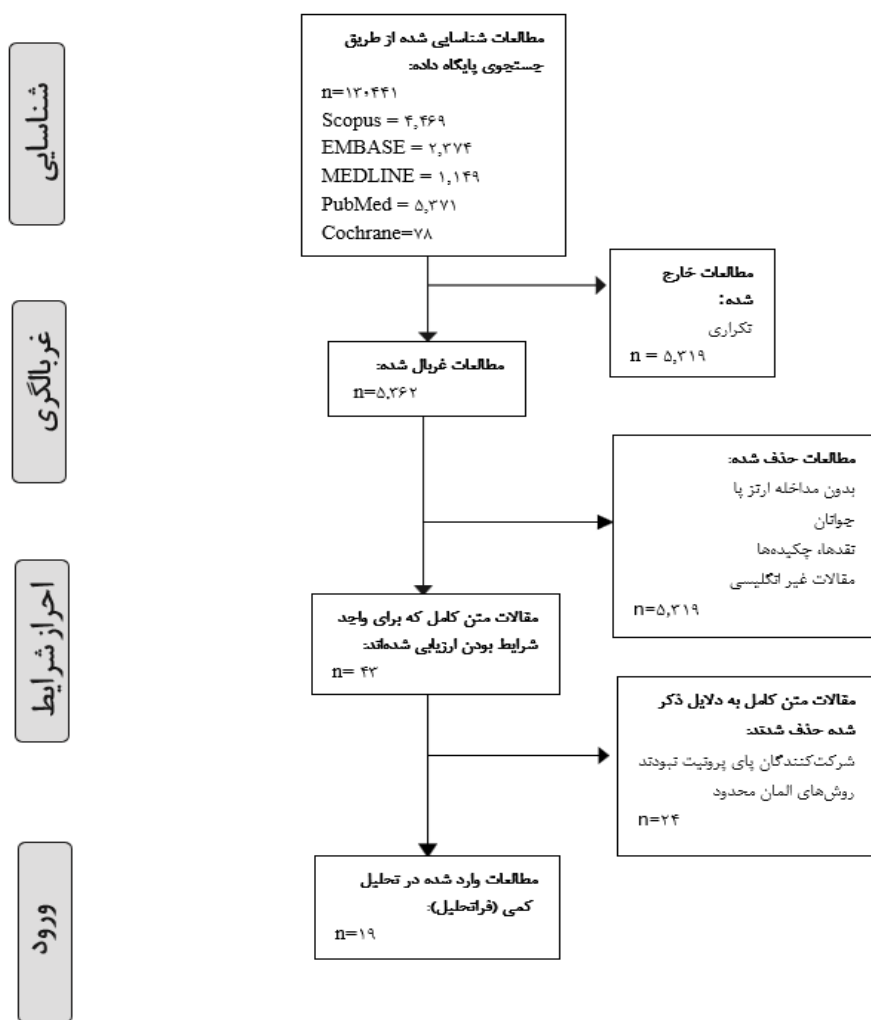 شناسایی
مطالعات شناسایی شده از طریق
جستجوی پایگاه داده:
n=۱۳۰۴۴۱
Scopus = ۴,۴۶۹
EMBASE = ۲,۳۷۴
MEDLINE = ۱,۱۴۹
PubMed = ۵,۳۷۱
Cochrane=۷۸
مطالعات خارج
شده:
تکراری
n = ۵,۳۱۹
غربالگری
مطالعات غربال شده:
n=۵,۳۶۲
مطالعات حذف شده:
بدون مداخله ارتز پا
جوانان
نقدها، چکیده‌ها
مقالات غیر انگلیسی
n=۵,۳۱۹
احراز شرایط
مقالات متن کامل که برای واجد
شرایط بودن ارزیابی شده‌اند:
n= ۴۳
مقالات متن کامل به دلایل ذکر
شده حذف شدند:
شرکت‌کنندگان پای پرونیت نبودند
روش‌های المان محدود
n=۲۴
ورود
مطالعات وارد شده در تحلیل
کمی (فراتحلیل):
n=۱۹